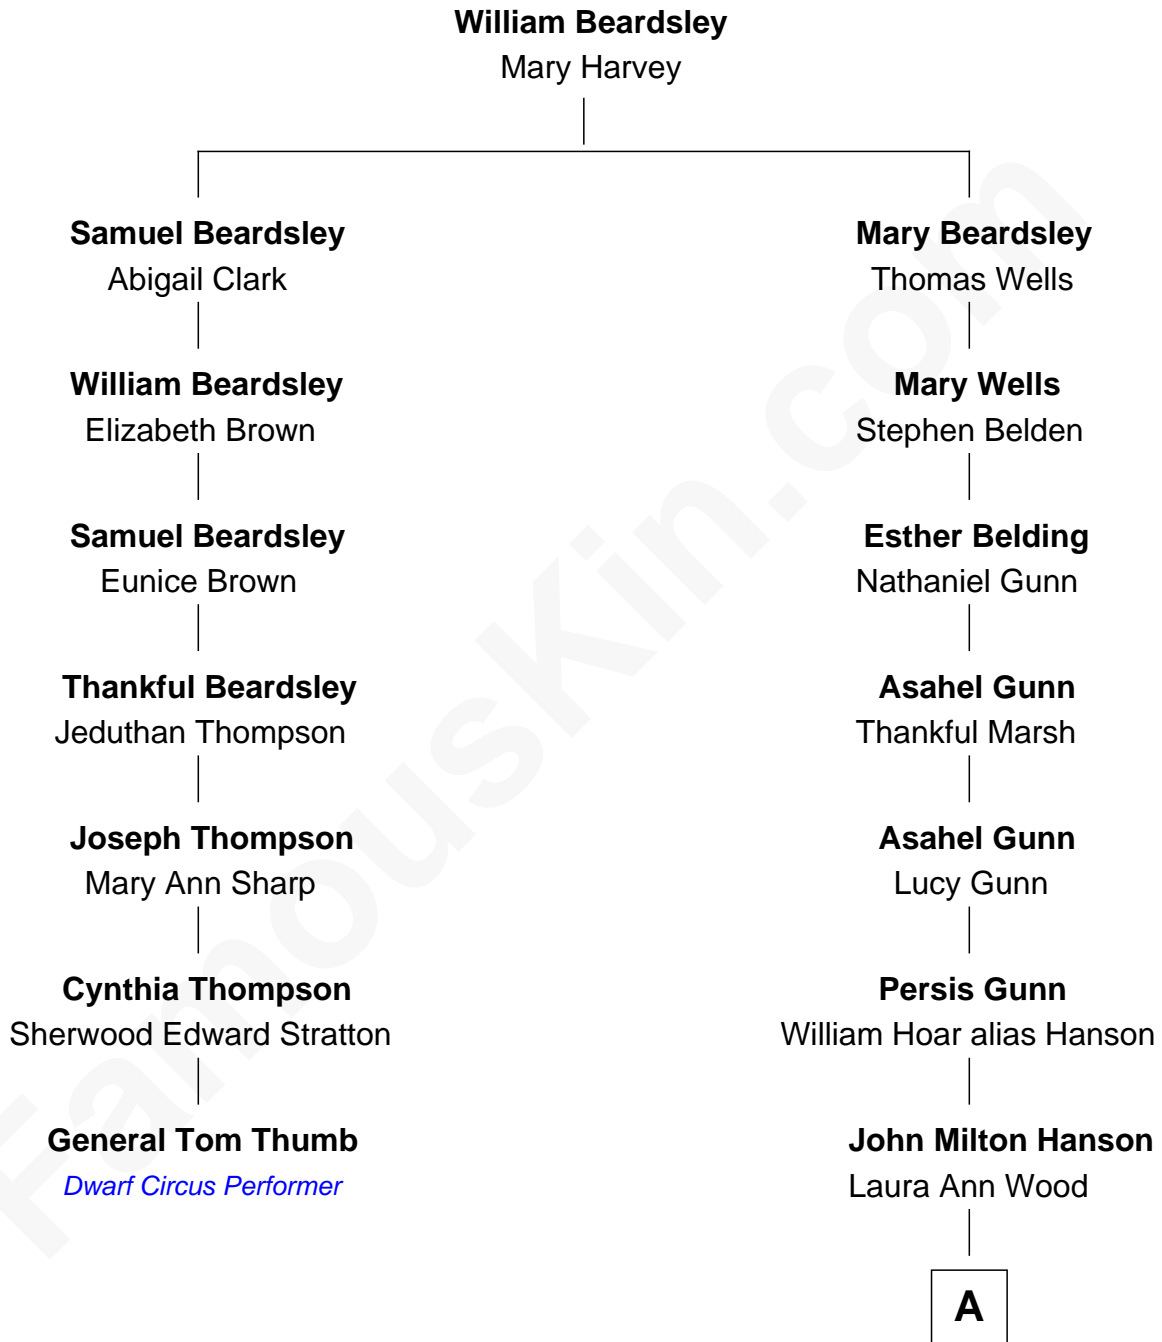 William Beardsley
Mary Harvey
Samuel Beardsley
Abigail Clark
Mary Beardsley
Thomas Wells
William Beardsley
Elizabeth Brown
Mary Wells
Stephen Belden
Samuel Beardsley
Eunice Brown
Esther Belding
Nathaniel Gunn
Thankful Beardsley
Jeduthan Thompson
Asahel Gunn
Thankful Marsh
Joseph Thompson
Mary Ann Sharp
Asahel Gunn
Lucy Gunn
Cynthia Thompson
Sherwood Edward Stratton
Persis Gunn
William Hoar alias Hanson
General Tom Thumb
Dwarf Circus Performer
John Milton Hanson
Laura Ann Wood
A
FamousKin.com